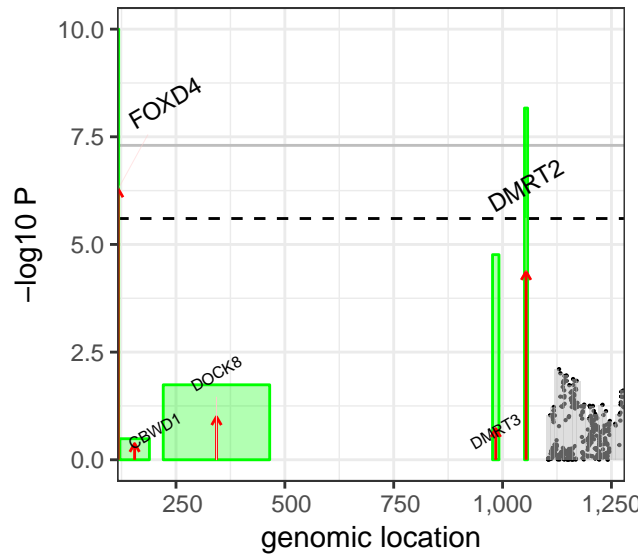 10.0
FOXD4
7.5
DMRT2
−log10 P
5.0
2.5
DOCK8
CBWD1
DMRT3
0.0
250
500
750
1,000
1,250
genomic location